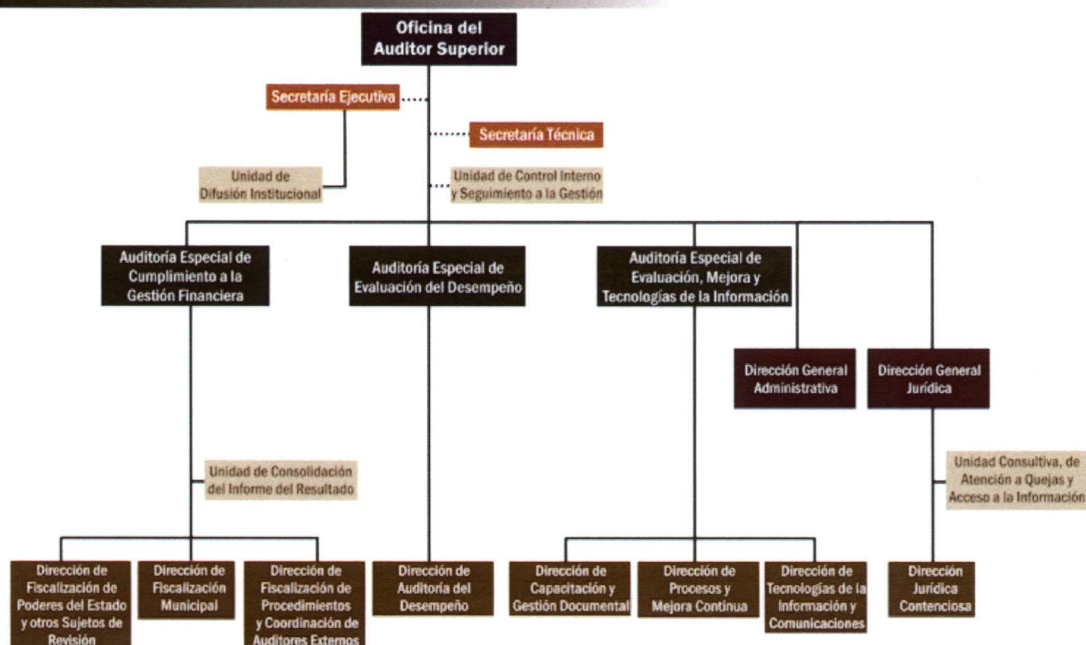 Oficina del
Auditor Superior
Secretaría Ejecutiva
Secretaría Técnica
Unidad de
Difusión Institucional
Unidad de Control Interno
y Seguimiento a la Gestión
Auditoría Especial de
Cumplimiento a la
Gestión Financiera
Auditoría Especial de
Evaluación del Desempeño
Auditoría Especial de
Evaluación, Mejora y
Tecnologías de la Información
Dirección General
Administrativa
Dirección General
Jurídica
Unidad de Consolidación
del Informe del Resultado
Unidad Consultiva, de
Atención a Quejas y
Acceso a la Información
Dirección de
Fiscalización de
Poderes del Estado
y otros Sujetos de
Revisión
Dirección de
Fiscalización
Municipal
Dirección de
Fiscalización de
Procedimientos
y Coordinación de
Auditores Externos
Dirección de
Auditoría del
Desempeño
Dirección de
Capacitación y
Gestión Documental
Dirección de
Procesos y
Mejora Continua
Dirección de
Tecnologías de la
Información y
Comunicaciones
Dirección
Jurídica
Contenciosa